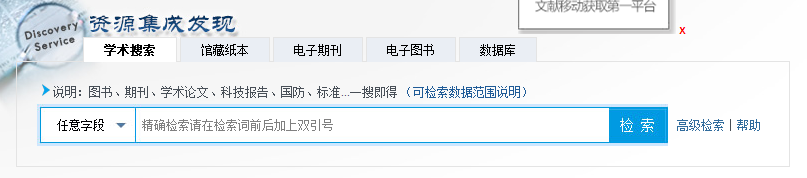 文献移动获取第一平台
x
Discovery
Service
资源集成发现
学术搜索 馆藏纸本 电子期刊 电子图书 数据库
说明：图书、期刊、学术论文、科技报告、国防、标准...一搜即得（可检索数据范围说明）
任意字段 精确检索请在检索词前后加上双引号 检 索 高级检索 | 帮助